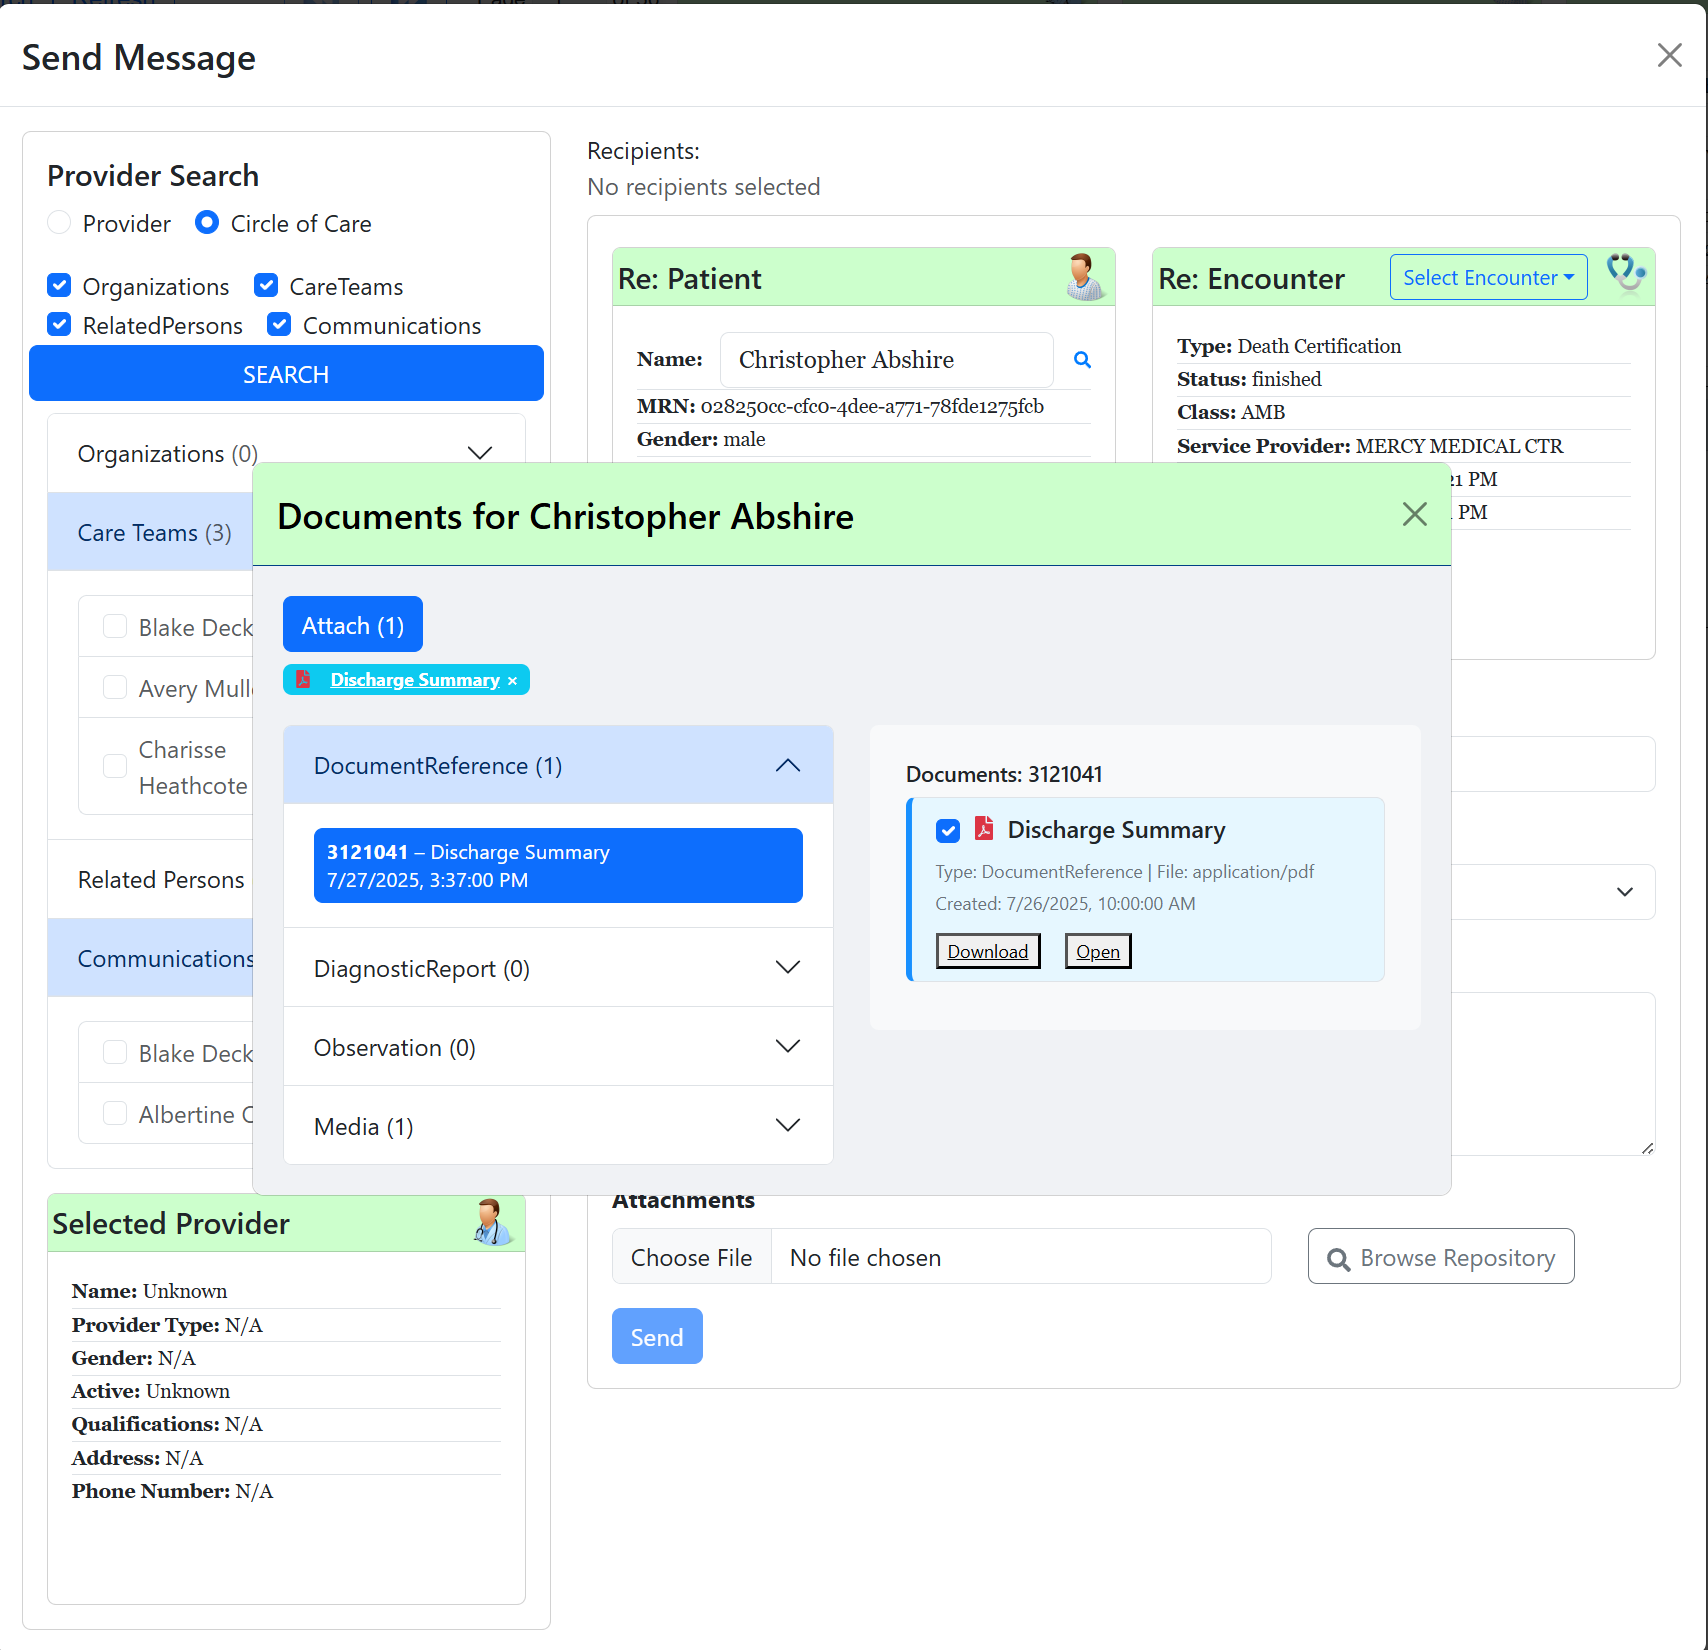 Send Message
Provider Search
Provider
Circle of Care
Organizations
CareTeams
RelatedPersons
Communications
SEARCH
Organizations (0)
Care Teams (3)
Blake Deck
Avery Mull
Charisse
Heathcote
Related Persons
Communications
Blake Deck
Albertine
Selected Provider
Name: Unknown
Provider Type: N/A
Gender: N/A
Active: Unknown
Qualifications: N/A
Address: N/A
Phone Number: N/A
Recipients:
No recipients selected
Re: Patient
Name: Christopher Abshire
MRN: 028250cc-cfc0-4dee-a771-78fde1275fcb
Gender: male
Re: Encounter
Select Encounter
Type: Death Certification
Status: finished
Class: AMB
Service Provider: MERCY MEDICAL CTR
21 PM
PM
Documents for Christopher Abshire
Attach (1)
Discharge Summary ×
DocumentReference (1)
3121041 – Discharge Summary
7/27/2025, 3:37:00 PM
DiagnosticReport (0)
Observation (0)
Media (1)
Documents: 3121041
Discharge Summary
Type: DocumentReference | File: application/pdf
Created: 7/26/2025, 10:00:00 AM
Download
Open
Attachments
Choose File
No file chosen
Browse Repository
Send